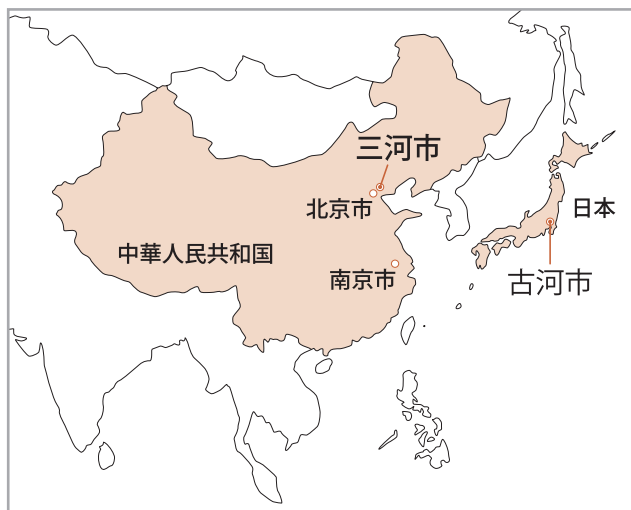 三河市
北京市
日本
中華人民共和国
南京市
古河市